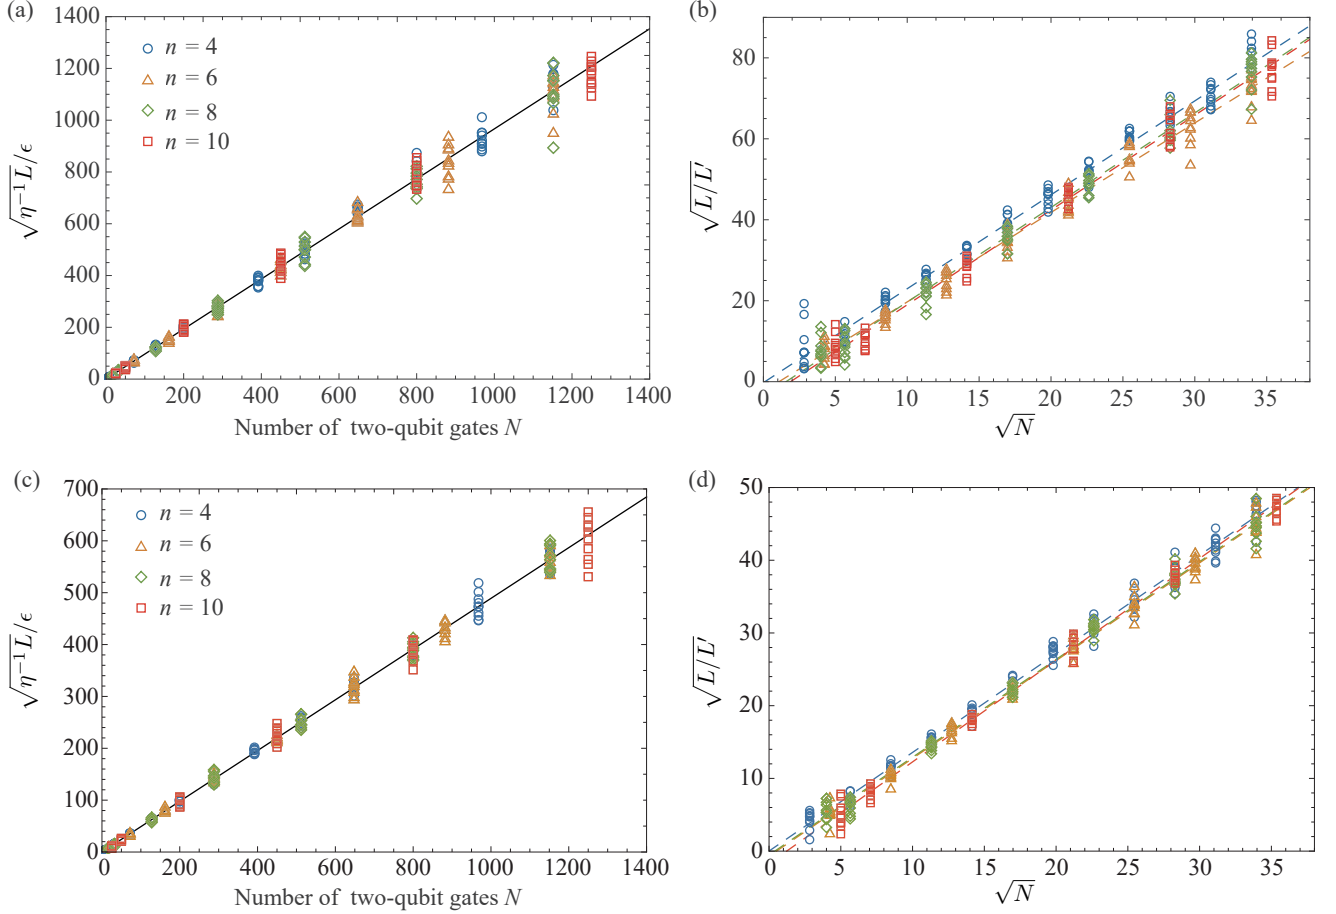 (a)
1400
1200
1000
800
600
400
200
0
√η⁻¹L/ϵ
n = 4
n = 6
n = 8
n = 10
0 200 400 600 800 1000 1200 1400
Number of two-qubit gates N
(b)
80
60
40
20
0
√L/L′
0 5 10 15 20 25 30 35
√N
(c)
700
600
500
400
300
200
100
0
√η⁻¹L/ϵ
n = 4
n = 6
n = 8
n = 10
0 200 400 600 800 1000 1200 1400
Number of two-qubit gates N
(d)
50
40
30
20
10
0
√L/L′
0 5 10 15 20 25 30 35
√N